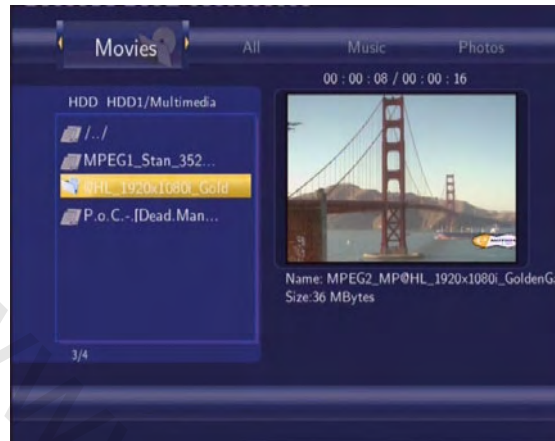 Movies All Music Photos
00 : 00 : 08 / 00 : 00 : 16
HDD HDD1/Multimedia
/../
MPEG1_Stan_352...
@HL_1920x1080i_Gold
P.o.C.-.[Dead.Man...
Name: MPEG2_MP@HL_1920x1080i_GoldenGa
Size:36 MBytes
3/4